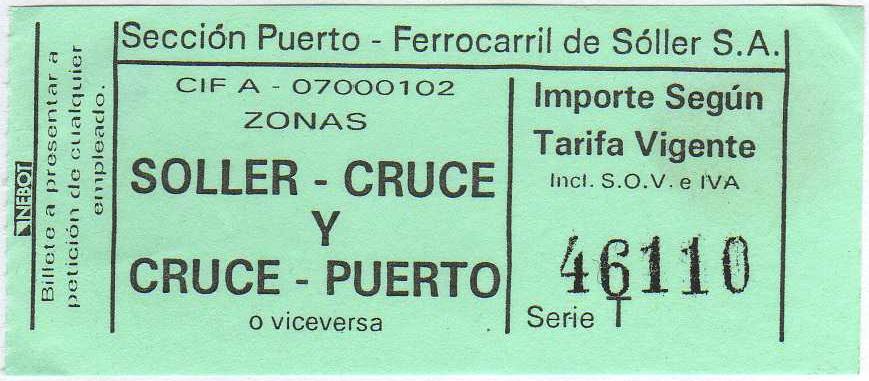 Sección Puerto - Ferrocarril de Sóller S.A.
CIF A - 07000102
ZONAS
SOLLER - CRUCE
Y
CRUCE - PUERTO
o viceversa
Importe Según
Tarifa Vigente
Incl. S.O.V. e IVA
46110
Serie T
Billete a presentar a
petición de cualquier
empleado.
NEBOT